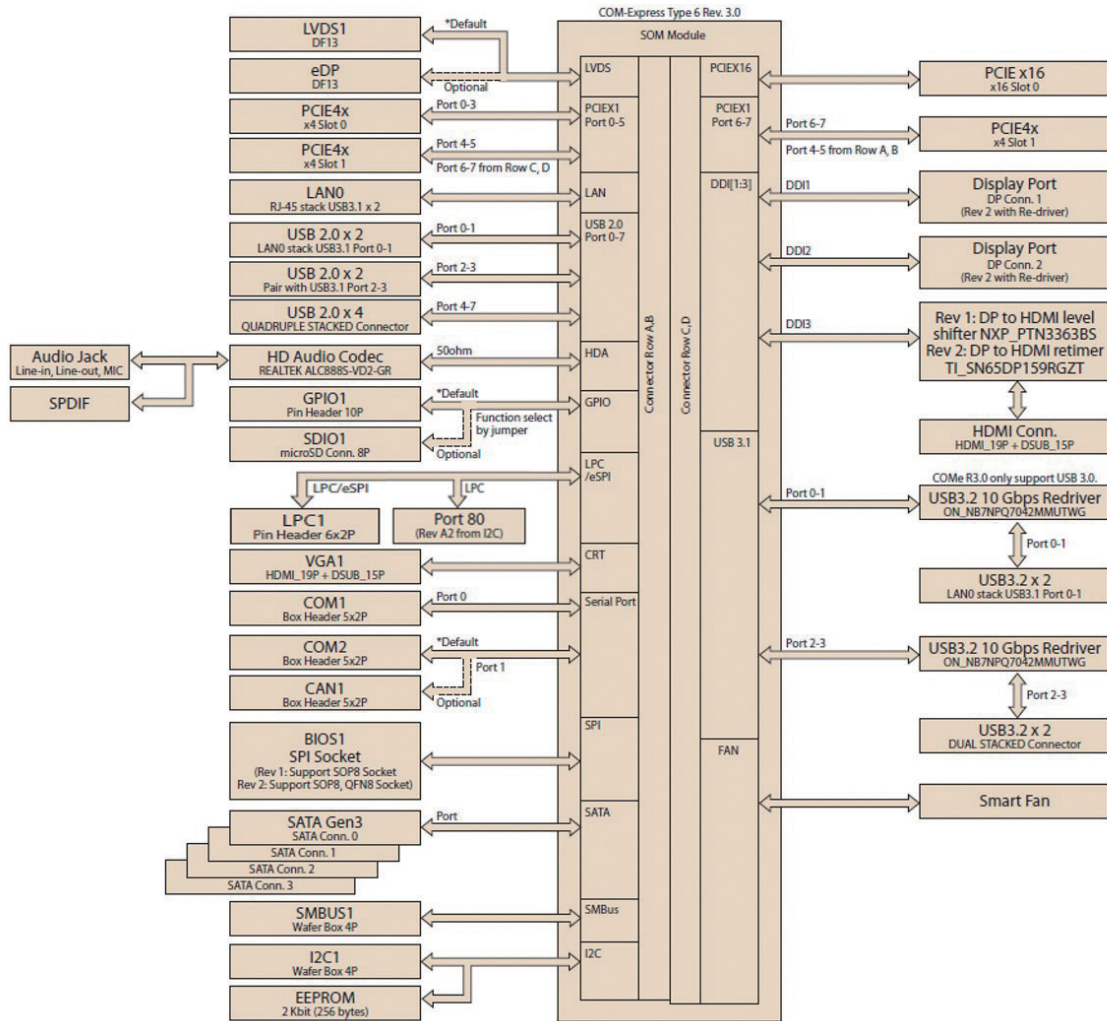 COM-Express Type 6 Rev. 3.0
SOM Module
LVDS1
DF13
*Default
eDP
DF13
Optional
LVDS
PCIE4x
x4 Slot 0
Port 0-3
PCIEX1
Port 0-5
PCIE4x
x4 Slot 1
Port 4-5
Port 6-7 from Row C, D
LAN0
RJ-45 stack USB3.1 x 2
LAN
USB 2.0 x 2
LAN0 stack USB3.1 Port 0-1
Port 0-1
USB 2.0
Port 0-7
USB 2.0 x 2
Pair with USB3.1 Port 2-3
Port 2-3
USB 2.0 x 4
QUADRUPLE STACKED Connector
Port 4-7
Audio Jack
Line-in, Line-out, MIC
SPDIF
HD Audio Codec
REALTEK ALC888S-VD2-GR
50ohm
HDA
GPIO1
Pin Header 10P
*Default
Function select
by jumper
GPIO
SDIO1
microSD Conn. 8P
Optional
LPC
/eSPI
LPC/eSPI
LPC
LPC1
Pin Header 6x2P
Port 80
(Rev A2 from I2C)
VGA1
HDMI_19P + DSUB_15P
CRT
COM1
Box Header 5x2P
Port 0
Serial Port
COM2
Box Header 5x2P
*Default
Port 1
CAN1
Box Header 5x2P
Optional
BIOS1
SPI Socket
(Rev 1: Support SOP8 Socket
Rev 2: Support SOP8, QFN8 Socket)
SPI
SATA Gen3
SATA Conn. 0
SATA Conn. 1
SATA Conn. 2
SATA Conn. 3
Port
SATA
SMBUS1
Wafer Box 4P
SMBus
I2C1
Wafer Box 4P
I2C
EEPROM
2 Kbit (256 bytes)
Connector Row A,B
Connector Row C,D
PCIEX16
PCIE x16
x16 Slot 0
PCIEX1
Port 6-7
Port 6-7
Port 4-5 from Row A, B
PCIE4x
x4 Slot 1
DDI[1:3]
DDI1
Display Port
DP Conn. 1
(Rev 2 with Re-driver)
DDI2
Display Port
DP Conn. 2
(Rev 2 with Re-driver)
DDI3
Rev 1: DP to HDMI level
shifter NXP_PTN3363BS
Rev 2: DP to HDMI retimer
TI_SN65DP159RGZT
HDMI Conn.
HDMI_19P + DSUB_15P
USB 3.1
COMe R3.0 only support USB 3.0.
Port 0-1
USB3.2 10 Gbps Redriver
ON_NB7NPQ7042MMUTWG
Port 0-1
USB3.2 x 2
LAN0 stack USB3.1 Port 0-1
Port 2-3
USB3.2 10 Gbps Redriver
ON_NB7NPQ7042MMUTWG
Port 2-3
USB3.2 x 2
DUAL STACKED Connector
FAN
Smart Fan